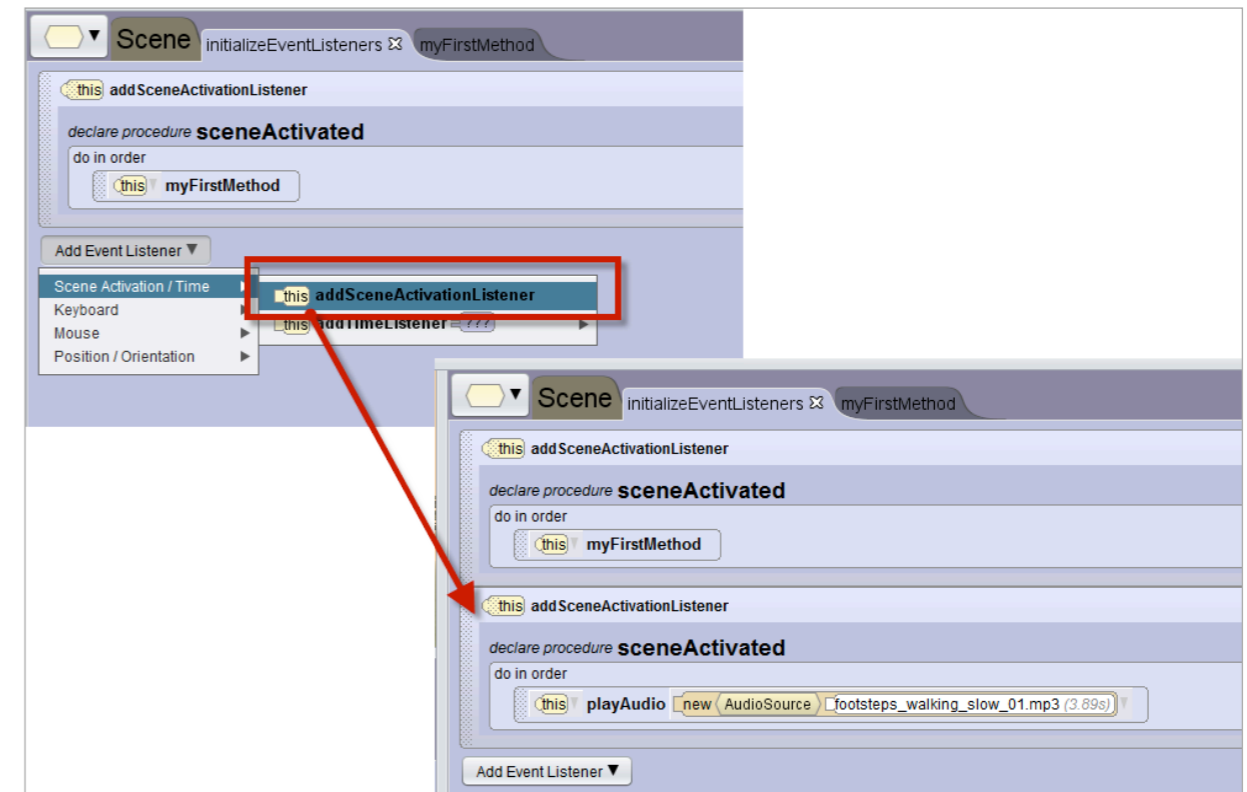 Scene initializeEventListeners myFirstMethod
this addSceneActivationListener
declare procedure sceneActivated
do in order
this myFirstMethod
Add Event Listener
Scene Activation / Time
Keyboard
Mouse
Position / Orientation
this addSceneActivationListener
this addTimeListener ???
Scene initializeEventListeners myFirstMethod
this addSceneActivationListener
declare procedure sceneActivated
do in order
this myFirstMethod
this addSceneActivationListener
declare procedure sceneActivated
do in order
this playAudio new AudioSource footsteps_walking_slow_01.mp3 (3.89s)
Add Event Listener